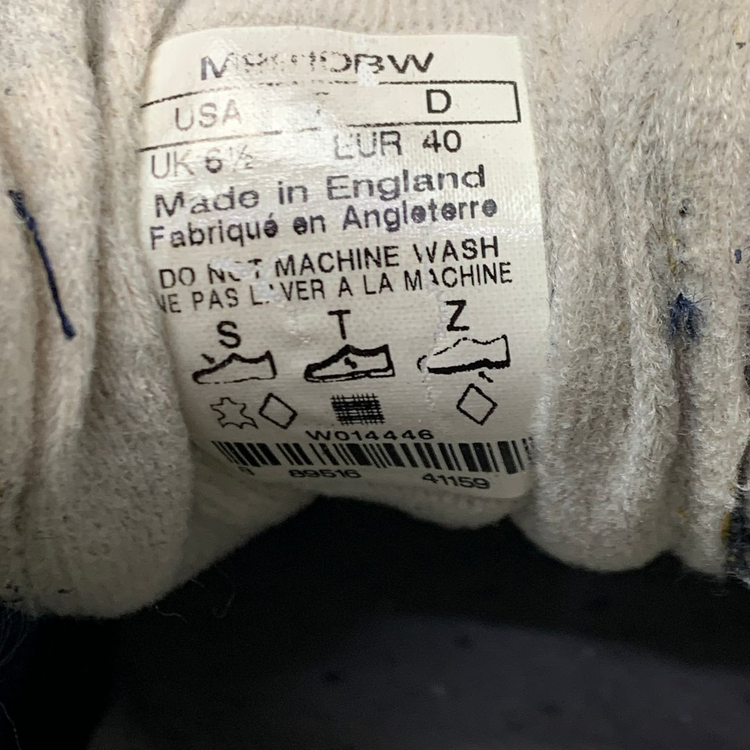 USA D
UK 6½ EUR 40
Made in England
Fabriqué en Angleterre
DO NOT MACHINE WASH
NE PAS LAVER A LA MACHINE
S T Z
W014446
89516 41159